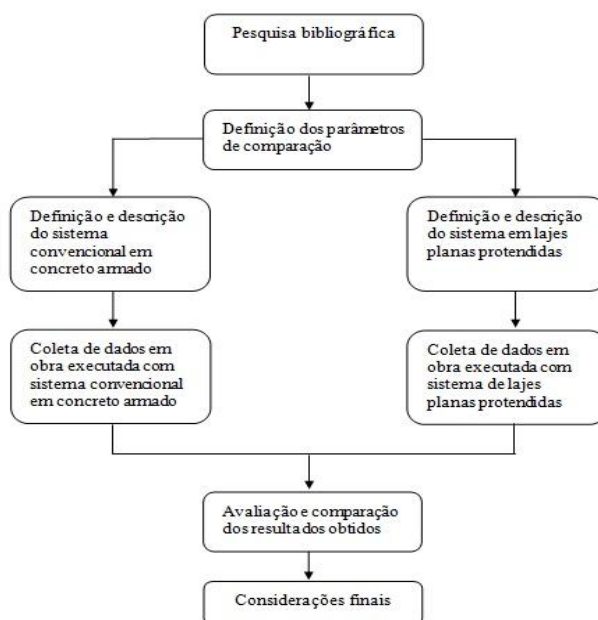 Pesquisa bibliográfica
Definição dos parâmetros
de comparação
Definição e descrição
do sistema
convencional em
concreto armado
Definição e descrição
do sistema em lajes
planas protendidas
Coleta de dados em
obra executada com
sistema convencional
em concreto armado
Coleta de dados em
obra executada com
sistema de lajes
planas protendidas
Avaliação e comparação
dos resultados obtidos
Considerações finais